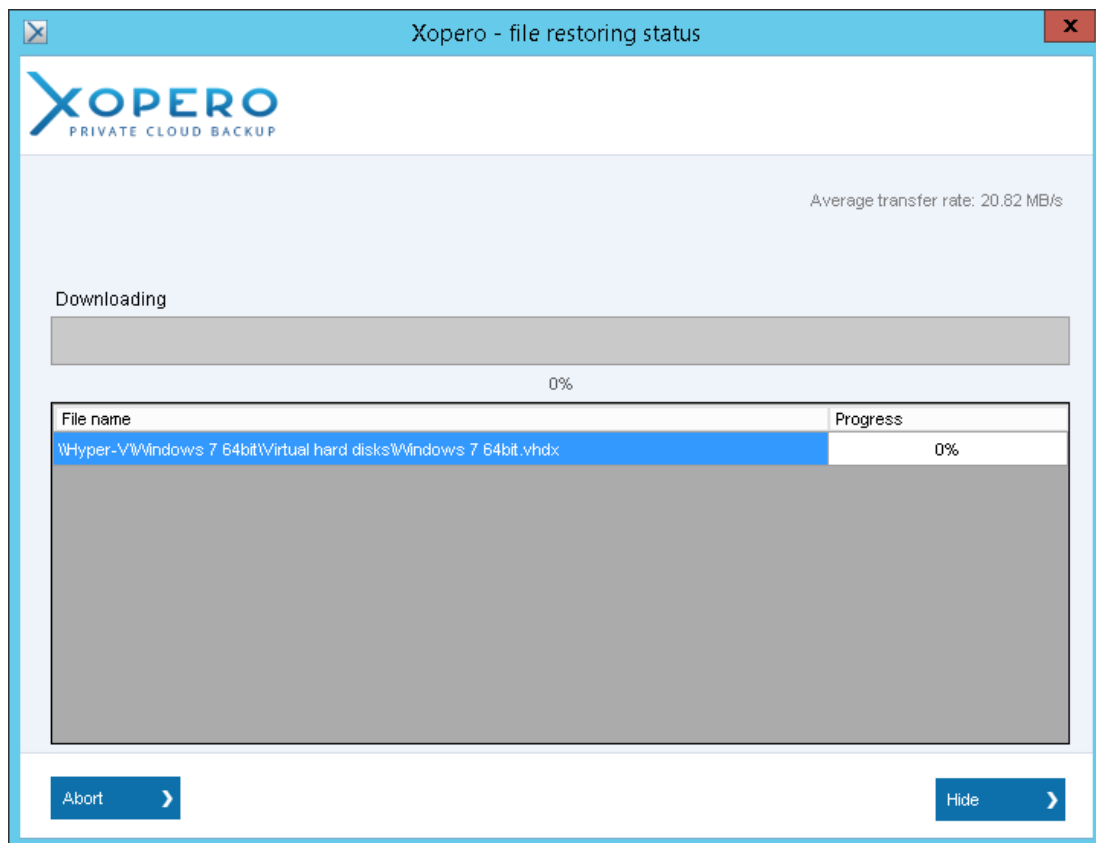 Xopero - file restoring status
x
XOPERO
PRIVATE CLOUD BACKUP
Average transfer rate: 20.82 MB/s
Downloading
0%
File name Progress
\\Hyper-V\Windows 7 64bit\Virtual hard disks\Windows 7 64bit.vhdx 0%
Abort
Hide